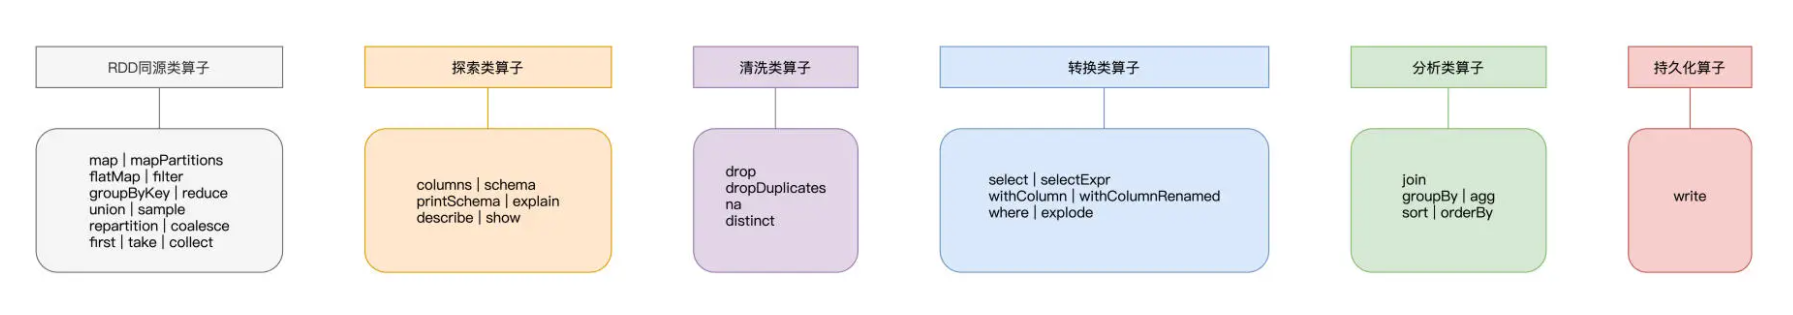 RDD同源类算子
map | mapPartitions
flatMap | filter
groupByKey | reduce
union | sample
repartition | coalesce
first | take | collect
探索类算子
columns | schema
printSchema | explain
describe | show
清洗类算子
drop
dropDuplicates
na
distinct
转换类算子
select | selectExpr
withColumn | withColumnRenamed
where | explode
分析类算子
join
groupBy | agg
sort | orderBy
持久化算子
write